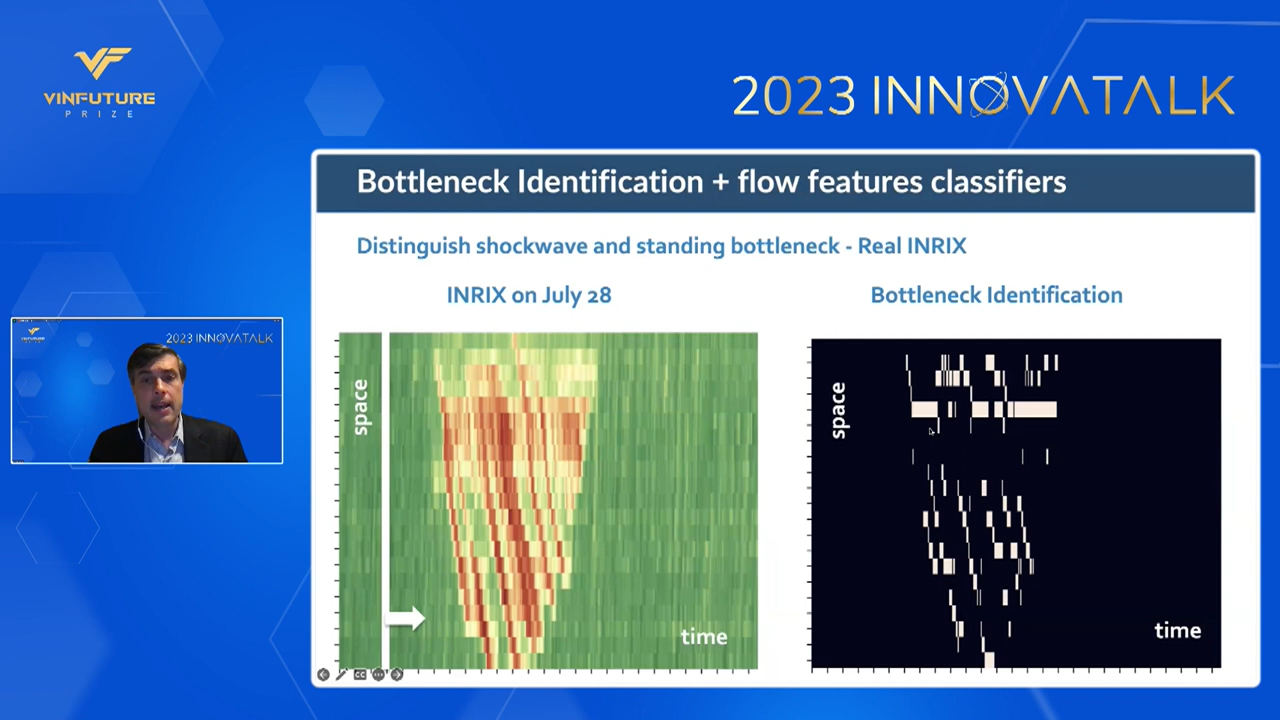 VINFUTURE
PRIZE
2023 INNOVATALK
Bottleneck Identification + flow features classifiers
Distinguish shockwave and standing bottleneck - Real INRIX
INRIX on July 28
Bottleneck Identification
space
time
space
time
2023 INNOVATALK
CC